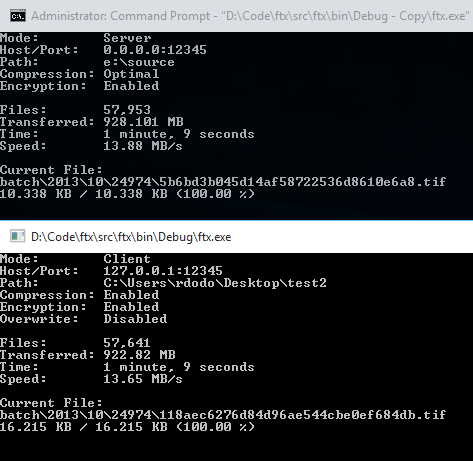 Administrator: Command Prompt - "D:\Code\ftx\ftx\bin\Debug - Copy\ftx.exe"
Mode: Server
Host/Port: 0.0.0.0:12345
Path: e:\source
Compression: Optimal
Encryption: Enabled
Files: 57,953
Transferred: 928.101 MB
Time: 1 minute, 9 seconds
Speed: 13.88 MB/s
Current File:
batch\2013\10\24974\5b6bd3b045d14af58722536d8610e6a8.tif
10.338 KB / 10.338 KB (100.00 %)
D:\Code\ftx\src\ftx\bin\Debug\ftx.exe
Mode: Client
Host/Port: 127.0.0.1:12345
Path: C:\Users\rdodo\Desktop\test2
Compression: Enabled
Encryption: Enabled
Overwrite: Disabled
Files: 57,641
Transferred: 922.82 MB
Time: 1 minute, 9 seconds
Speed: 13.65 MB/s
Current File:
batch\2013\10\24974\118aec6276d84d96ae544cbe0ef684db.tif
16.215 KB / 16.215 KB (100.00 %)